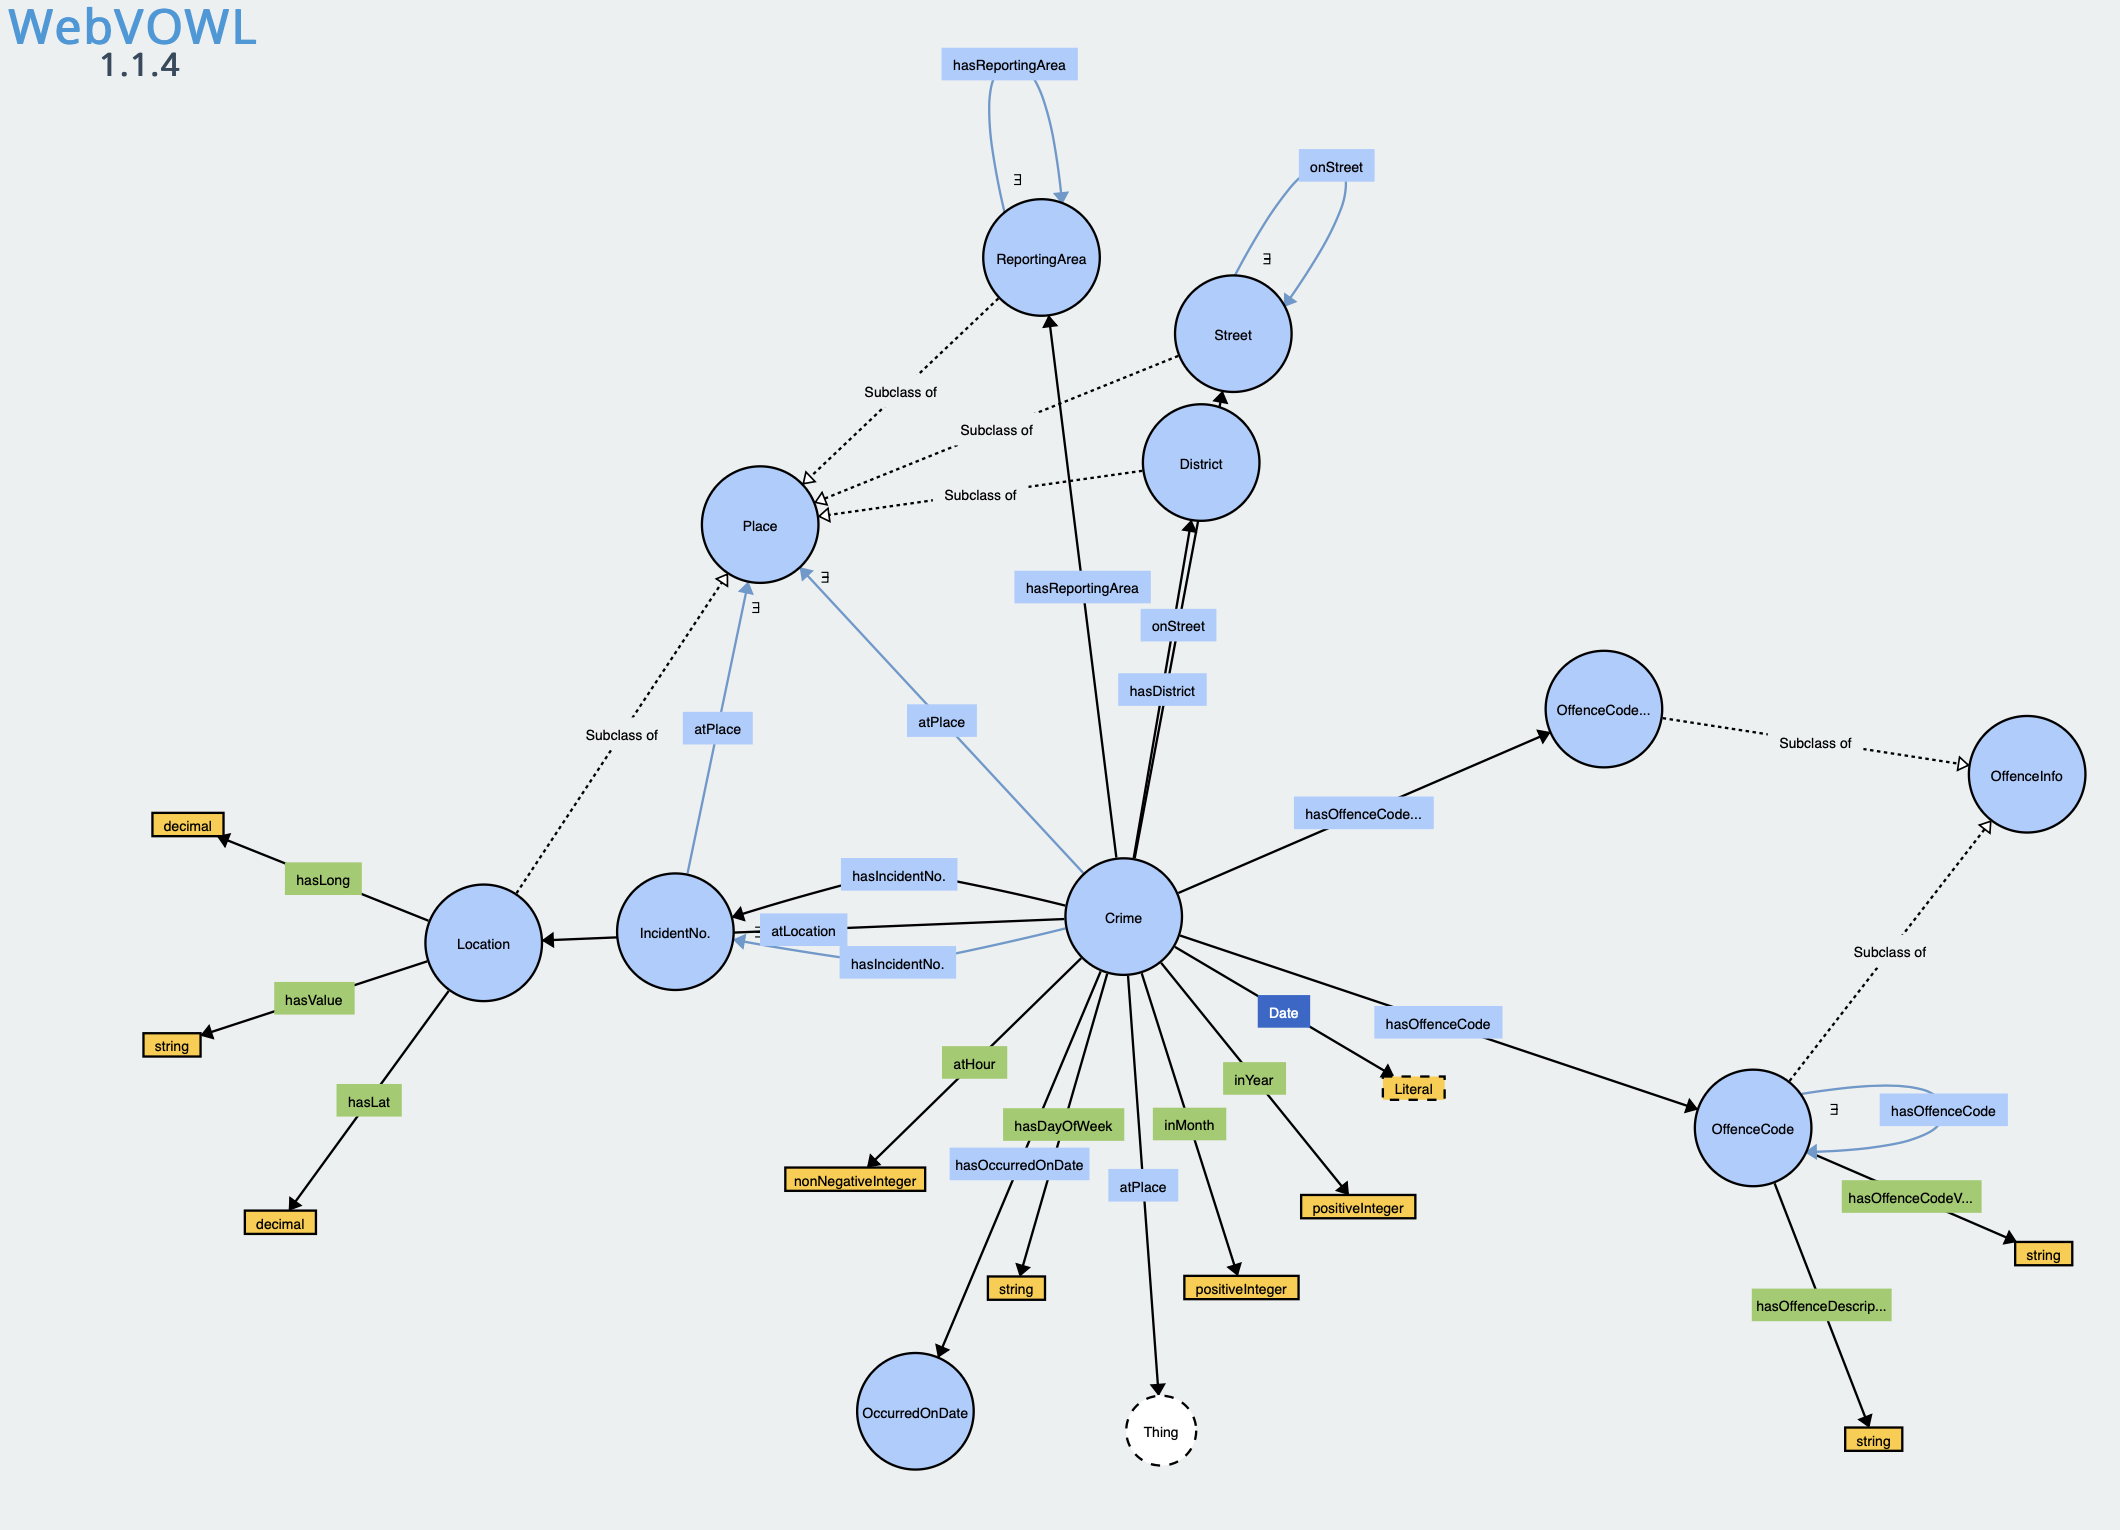 WebVOWL
1.1.4
hasReportingArea
onStreet
∃
∃
ReportingArea
Street
Subclass of
Subclass of
District
Subclass of
Place
∃
hasReportingArea
∃
onStreet
hasDistrict
OffenceCode...
atPlace
atPlace
Subclass of
Subclass of
OffenceInfo
hasOffenceCode...
decimal
hasLong
hasIncidentNo.
Crime
atLocation
IncidentNo.
Location
Subclass of
hasIncidentNo.
hasValue
Date
hasOffenceCode
string
atHour
inYear
Literal
hasLat
∃
hasOffenceCode
hasDayOfWeek
inMonth
OffenceCode
hasOccurredOnDate
nonNegativeInteger
atPlace
hasOffenceCodeV...
positiveInteger
decimal
string
string
positiveInteger
hasOffenceDescrip...
OccurredOnDate
Thing
string